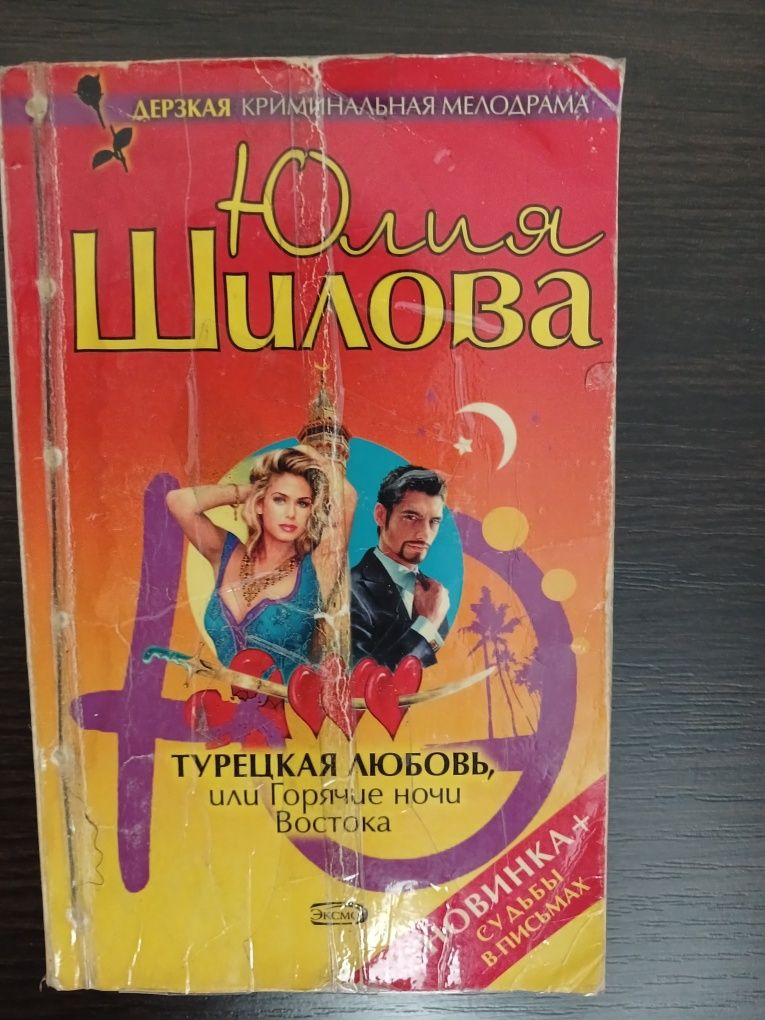 ДЕРЗКАЯ КРИМИНАЛЬНАЯ МЕЛОДРАМА
Юлия
Шилова
ТУРЕЦКАЯ ЛЮБОВЬ,
или Горячие ночи
Востока
НОВИНКА +
СУДЬБЫ
В ПИСЬМАХ
ЭКСМО